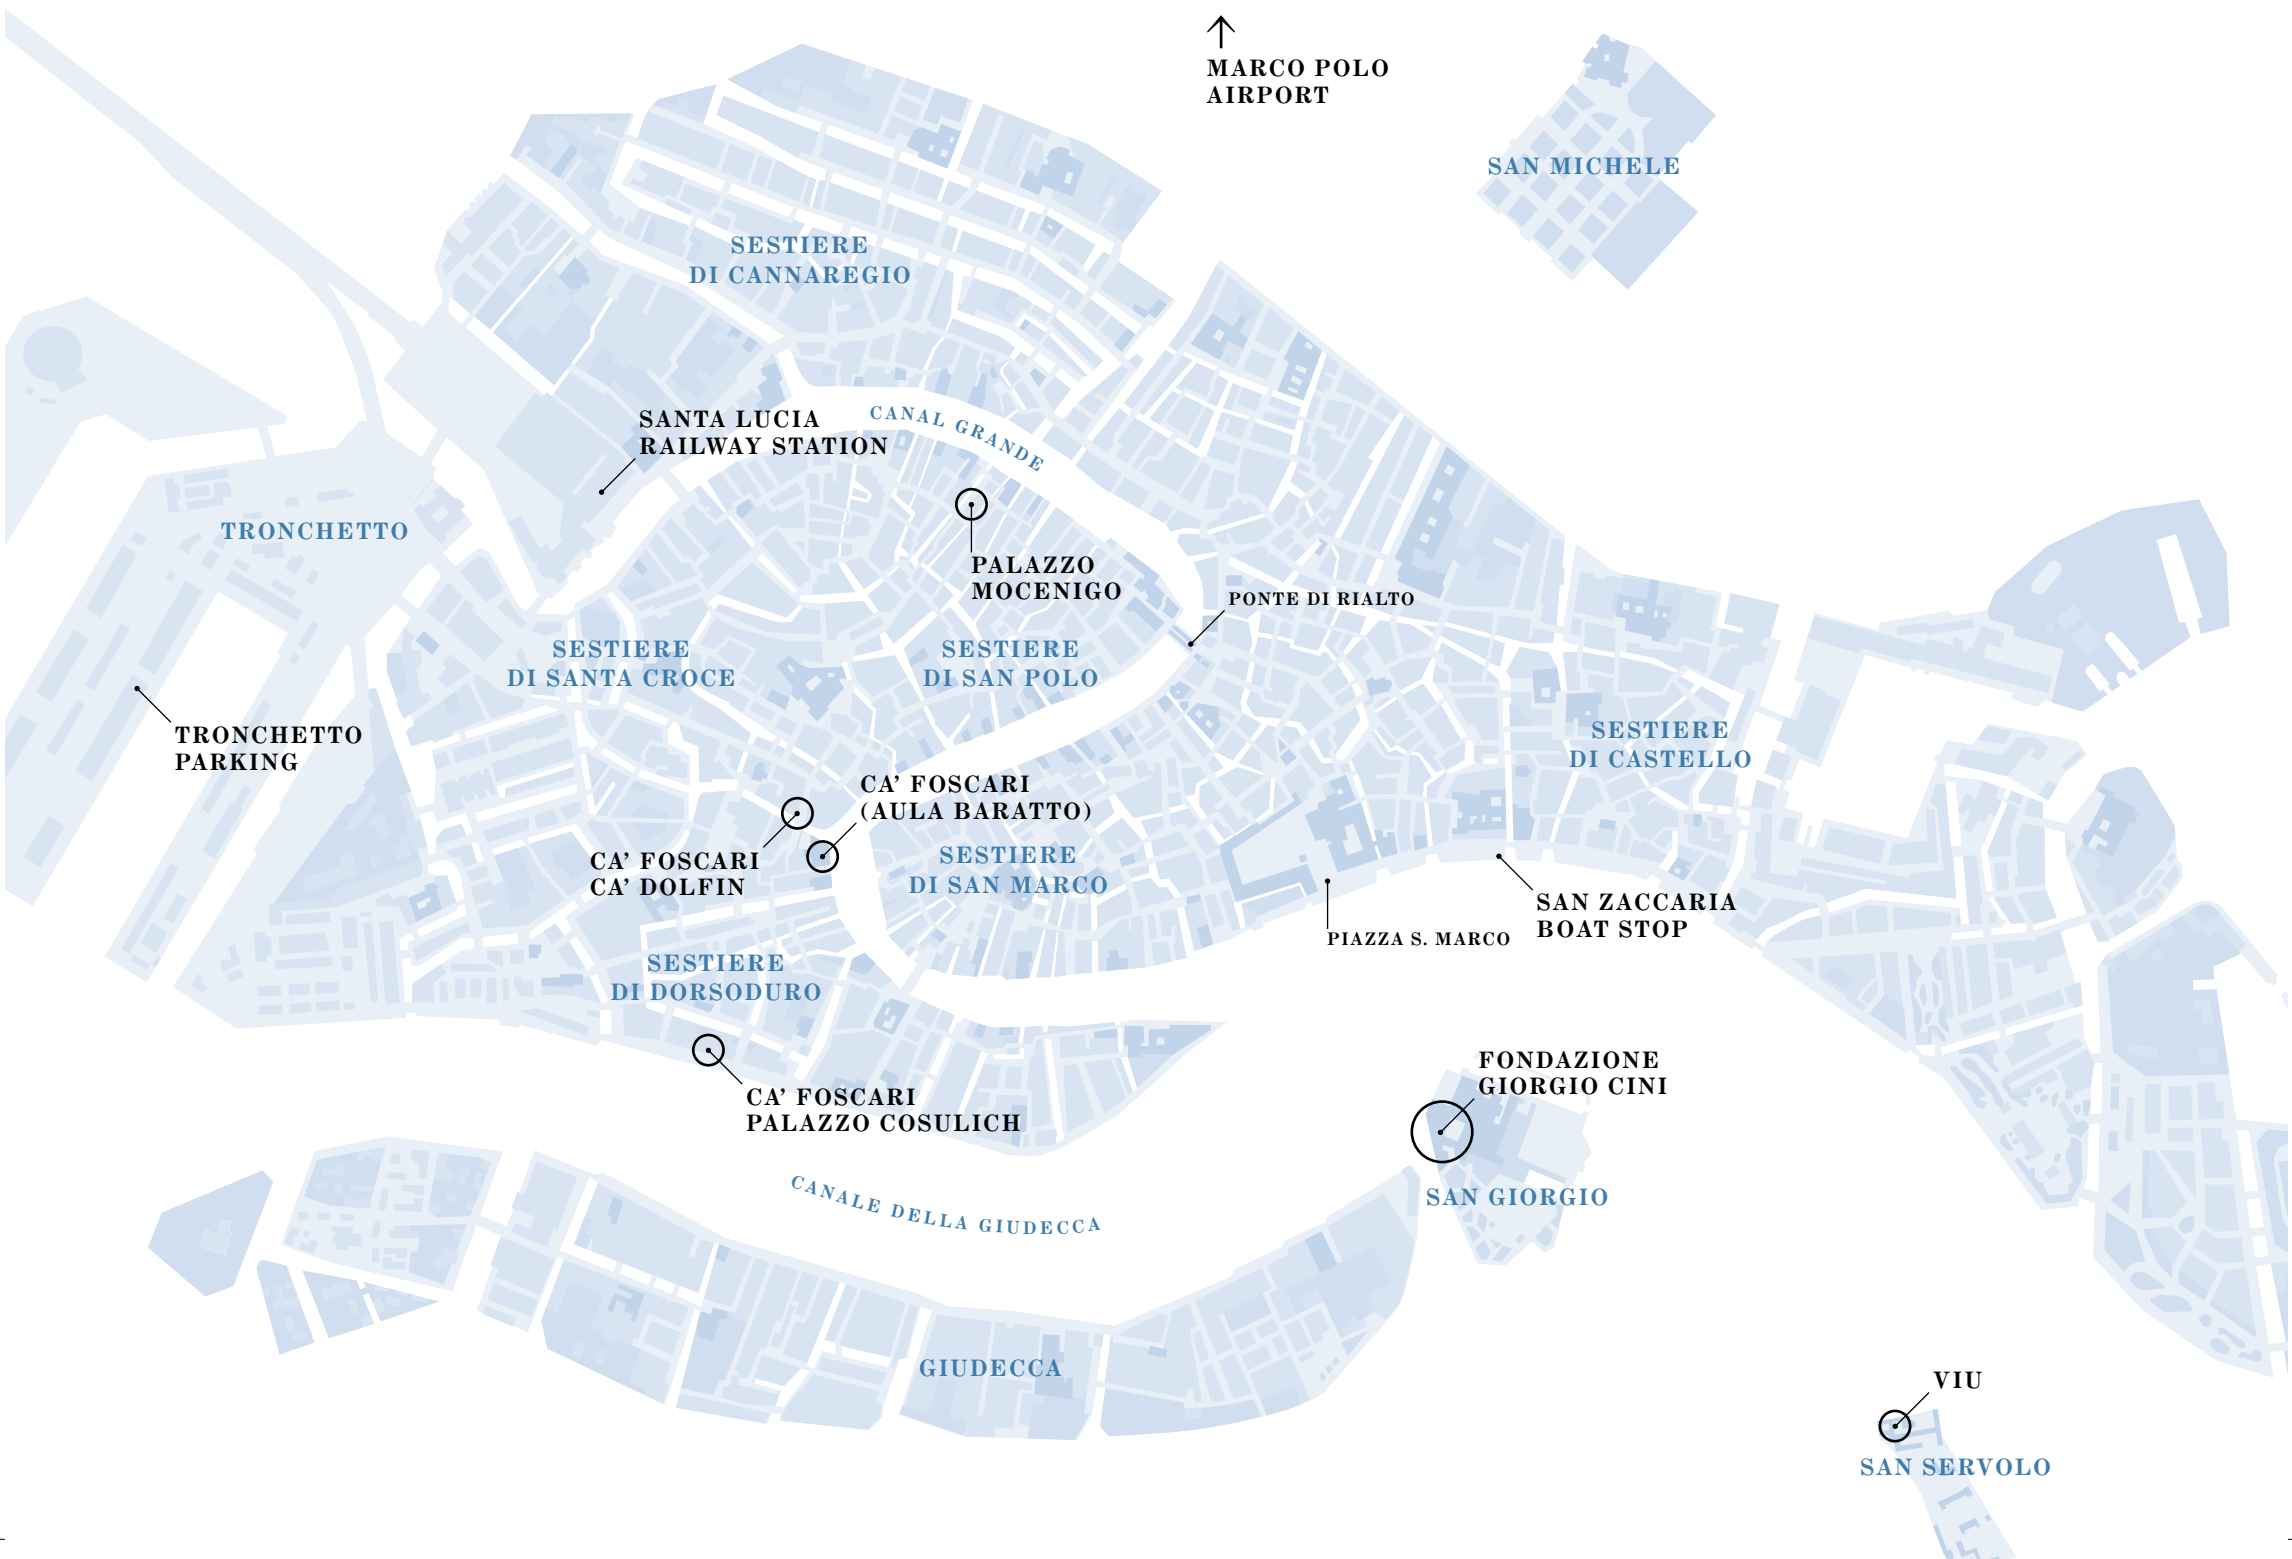 MARCO POLO
AIRPORT
SAN MICHELE
SESTIERE
DI CANNAREGIO
SANTA LUCIA
RAILWAY STATION
CANAL GRANDE
TRONCHETTO
PALAZZO
MOCENIGO
PONTE DI RIALTO
SESTIERE
DI SANTA CROCE
SESTIERE
DI SAN POLO
TRONCHETTO
PARKING
SESTIERE
DI CASTELLO
CA’ FOSCARI
(AULA BARATTO)
CA’ FOSCARI
CA’ DOLFIN
SESTIERE
DI SAN MARCO
SAN ZACCARIA
BOAT STOP
PIAZZA S. MARCO
SESTIERE
DI DORSODURO
FONDAZIONE
GIORGIO CINI
CA’ FOSCARI
PALAZZO COSULICH
SAN GIORGIO
CANALE DELLA GIUDECCA
GIUDECCA
VIU
SAN SERVOLO